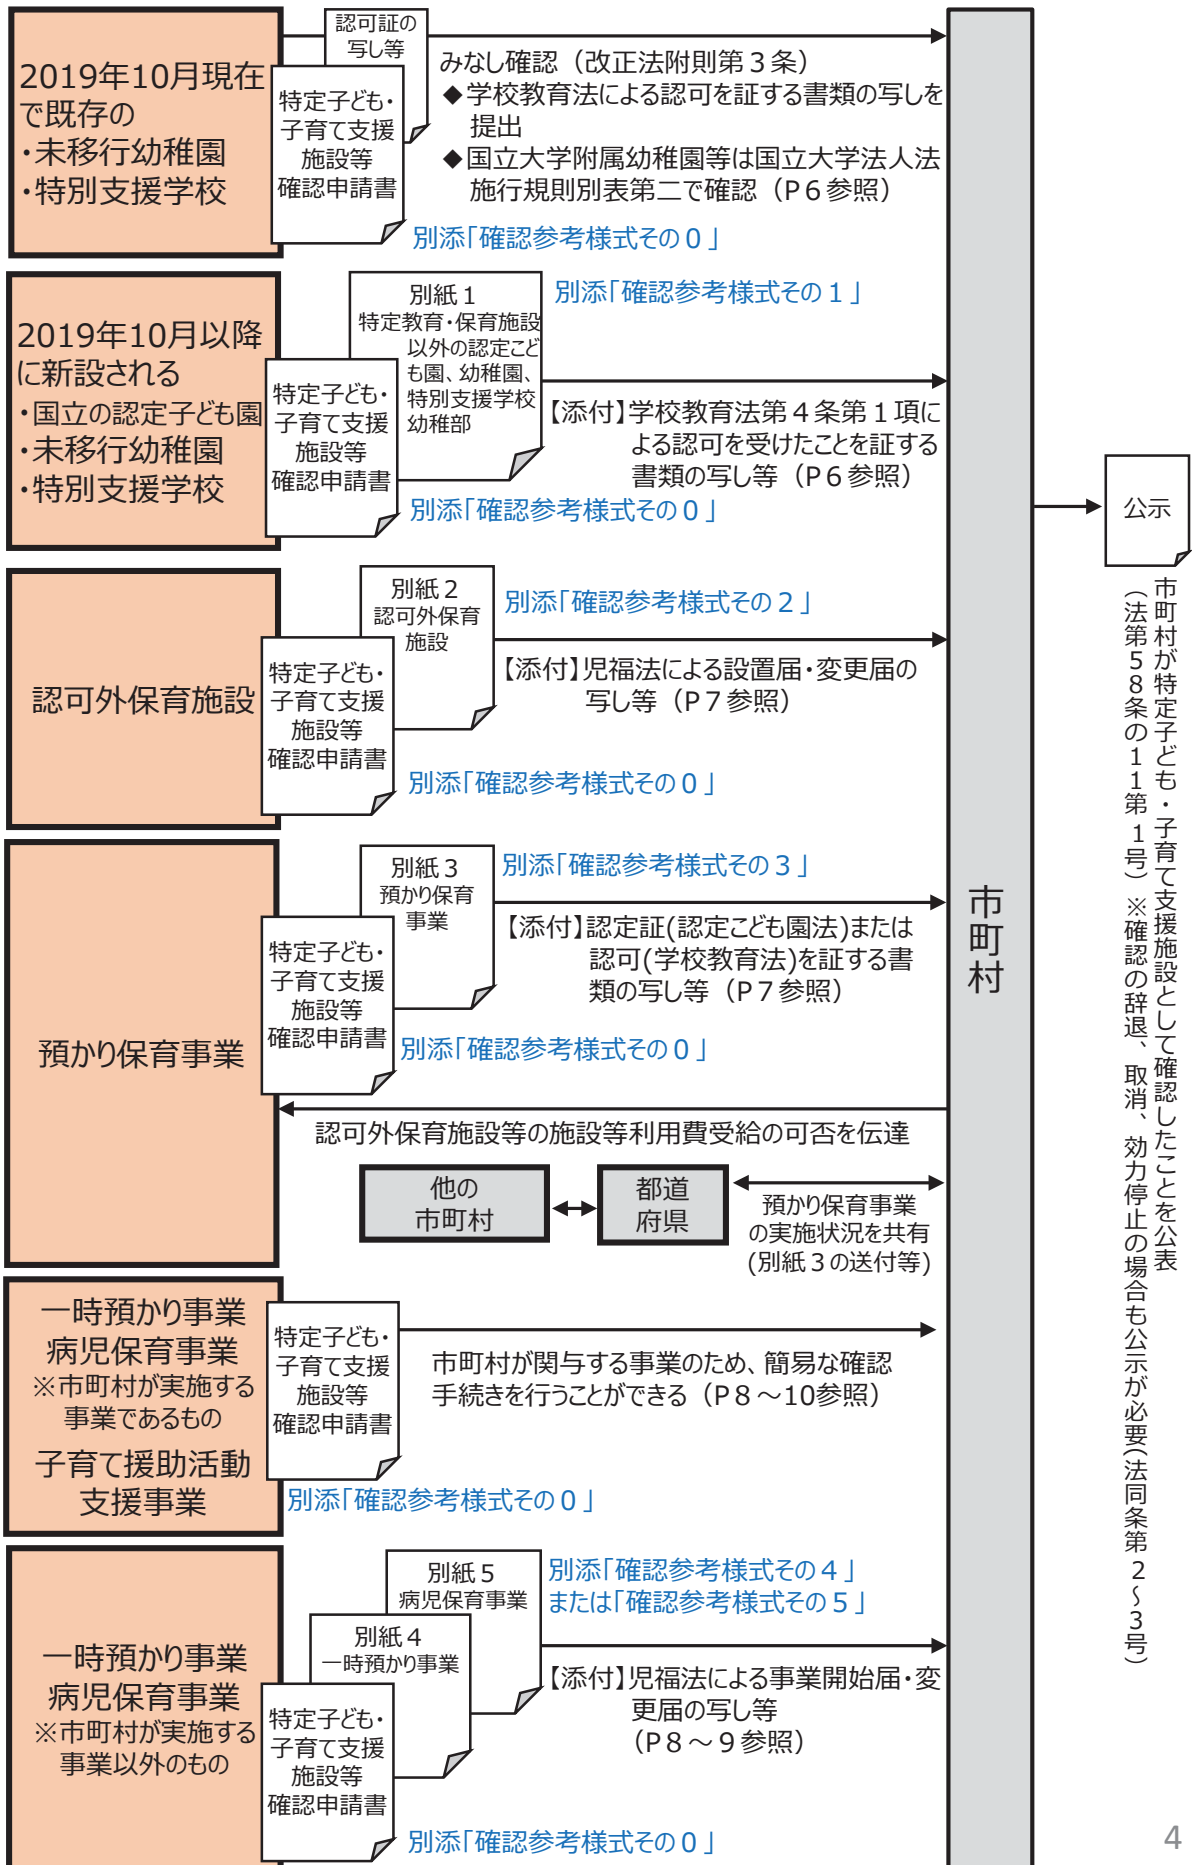 2019年10月現在
で既存の
・未移行幼稚園
・特別支援学校
認可証の
写し等
特定子ども・
子育て支援
施設等
確認申請書
みなし確認（改正法附則第３条）
◆学校教育法による認可を証する書類の写しを
提出
◆国立大学附属幼稚園等は国立大学法人法
施行規則別表第二で確認（P６参照）
別添「確認参考様式その０」
2019年10月以降
に新設される
・国立の認定子ども園
・未移行幼稚園
・特別支援学校
別紙１
特定教育・保育施設
以外の認定こど
も園、幼稚園、
特別支援学校
幼稚部
特定子ども・
子育て支援
施設等
確認申請書
別添「確認参考様式その１」
【添付】学校教育法第４条第１項に
よる認可を受けたことを証する
書類の写し等（P６参照）
別添「確認参考様式その０」
認可外保育施設
別紙２
認可外保育
施設
特定子ども・
子育て支援
施設等
確認申請書
別添「確認参考様式その２」
【添付】児福法による設置届・変更届の
写し等（P７参照）
別添「確認参考様式その０」
預かり保育事業
別紙３
預かり保育
事業
特定子ども・
子育て支援
施設等
確認申請書
別添「確認参考様式その３」
【添付】認定証(認定こども園法)または
認可(学校教育法)を証する書
類の写し等（P７参照）
別添「確認参考様式その０」
認可外保育施設等の施設等利用費受給の可否を伝達
他の
市町村
都道
府県
預かり保育事業
の実施状況を共有
(別紙３の送付等)
一時預かり事業
病児保育事業
※市町村が実施する
事業であるもの
子育て援助活動
支援事業
特定子ども・
子育て支援
施設等
確認申請書
市町村が関与する事業のため、簡易な確認
手続きを行うことができる（P８～10参照）
別添「確認参考様式その０」
一時預かり事業
病児保育事業
※市町村が実施する
事業以外のもの
別紙５
病児保育事業
別紙４
一時預かり事業
特定子ども・
子育て支援
施設等
確認申請書
別添「確認参考様式その４」
または「確認参考様式その５」
【添付】児福法による事業開始届・変
更届の写し等
（P８～９参照）
別添「確認参考様式その０」
市町村
公示
市町村が特定子ども・子育て支援施設として確認したことを公表
（法第５８条の１１第１号）※確認の辞退、取消、効力停止の場合も公示が必要（法同条第２～３号）
4